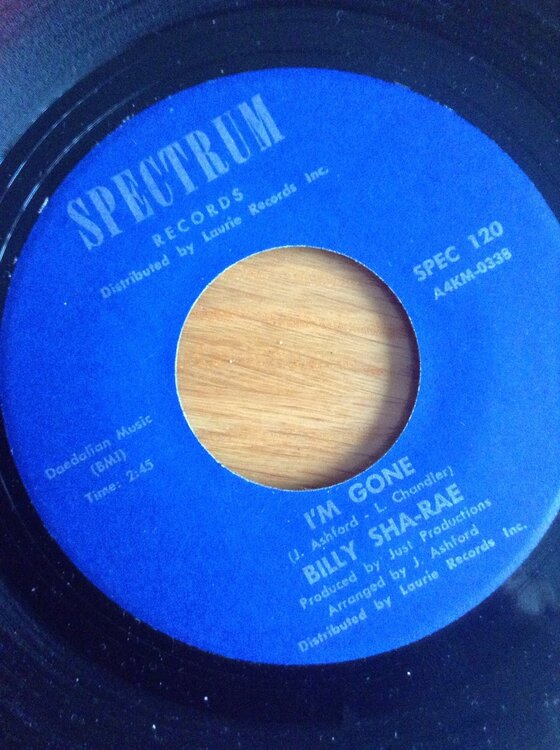 SPECTRUM
RECORDS
Distributed by Laurie Records Inc.
SPEC 120
A4KM-0338
Daedalian Music
(BMI)
Time: 2:45
I'M GONE
(J. Ashford - L. Chandler)
BILLY SHA-RAE
Produced by Just Productions
Arranged by J. Ashford
Distributed by Laurie Records Inc.